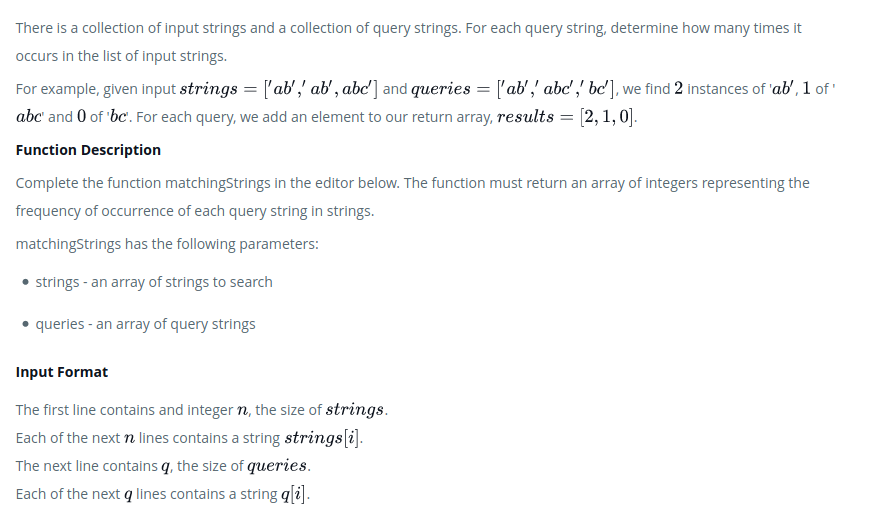 There is a collection of input strings and a collection of query strings. For each query string, determine how many times it
occurs in the list of input strings.
For example, given input strings = ['ab',' ab', abc'] and queries = ['ab',' abc',' bc'], we find 2 instances of 'ab', 1 of '
abc' and 0 of 'bc'. For each query, we add an element to our return array, results = [2, 1, 0].
Function Description
Complete the function matchingStrings in the editor below. The function must return an array of integers representing the
frequency of occurrence of each query string in strings.
matchingStrings has the following parameters:
• strings - an array of strings to search
• queries - an array of query strings
Input Format
The first line contains and integer n, the size of strings.
Each of the next n lines contains a string strings[i].
The next line contains q, the size of queries.
Each of the next q lines contains a string q[i].